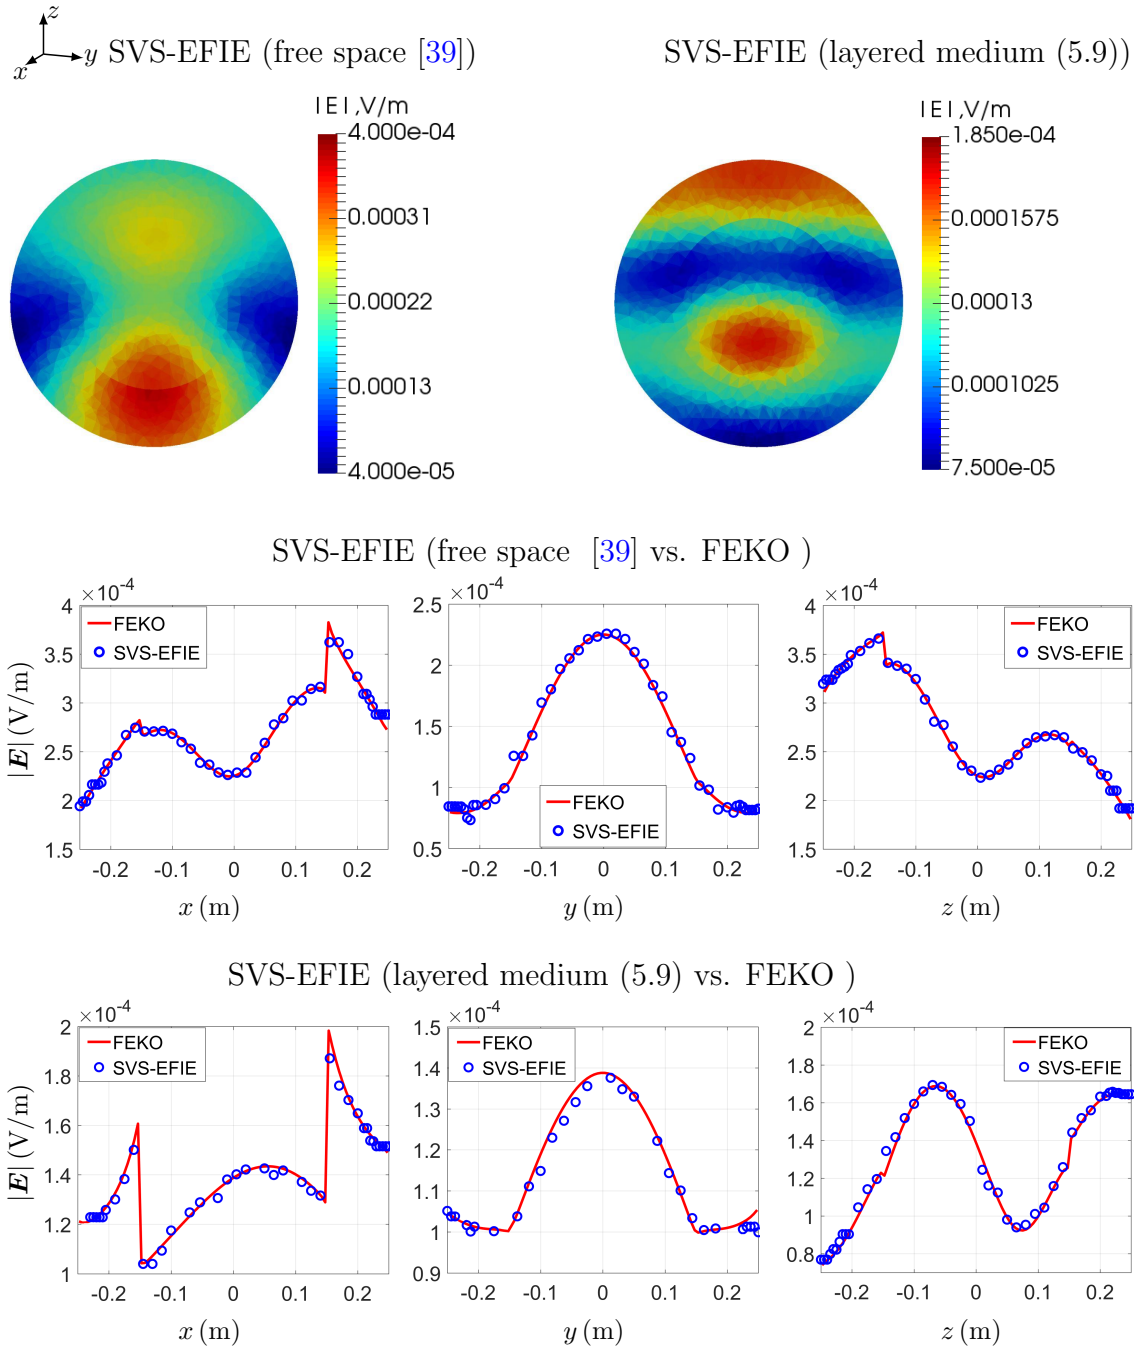 z
y
x
SVS-EFIE (free space [39])
SVS-EFIE (layered medium (5.9))
|E|,V/m
4.000e-04
0.00031
0.00022
0.00013
4.000e-05
|E|,V/m
1.850e-04
0.0001575
0.00013
0.0001025
7.500e-05
SVS-EFIE (free space [39] vs. FEKO )
×10-4
4
3.5
3
2.5
2
1.5
|E| (V/m)
FEKO
SVS-EFIE
-0.2 -0.1 0 0.1 0.2
x (m)
×10-4
2.5
2
1.5
1
0.5
FEKO
SVS-EFIE
-0.2 -0.1 0 0.1 0.2
y (m)
×10-4
4
3.5
3
2.5
2
1.5
FEKO
SVS-EFIE
-0.2 -0.1 0 0.1 0.2
z (m)
SVS-EFIE (layered medium (5.9) vs. FEKO )
×10-4
2
1.8
1.6
1.4
1.2
1
|E| (V/m)
FEKO
SVS-EFIE
-0.2 -0.1 0 0.1 0.2
x (m)
×10-4
1.5
1.4
1.3
1.2
1.1
1
0.9
FEKO
SVS-EFIE
-0.2 -0.1 0 0.1 0.2
y (m)
×10-4
2
1.8
1.6
1.4
1.2
1
0.8
FEKO
SVS-EFIE
-0.2 -0.1 0 0.1 0.2
z (m)